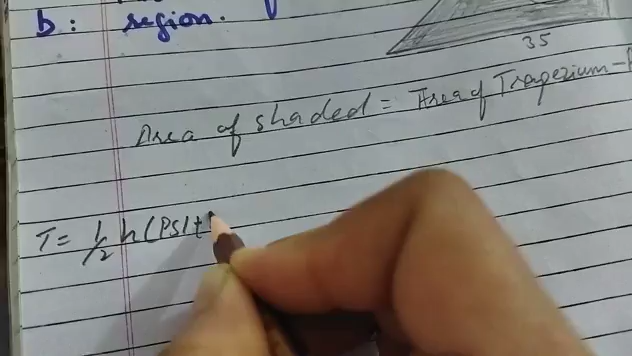 b: region.
35
Area of shaded = Area of Trapezium -
T = 1/2 h (PS1 +